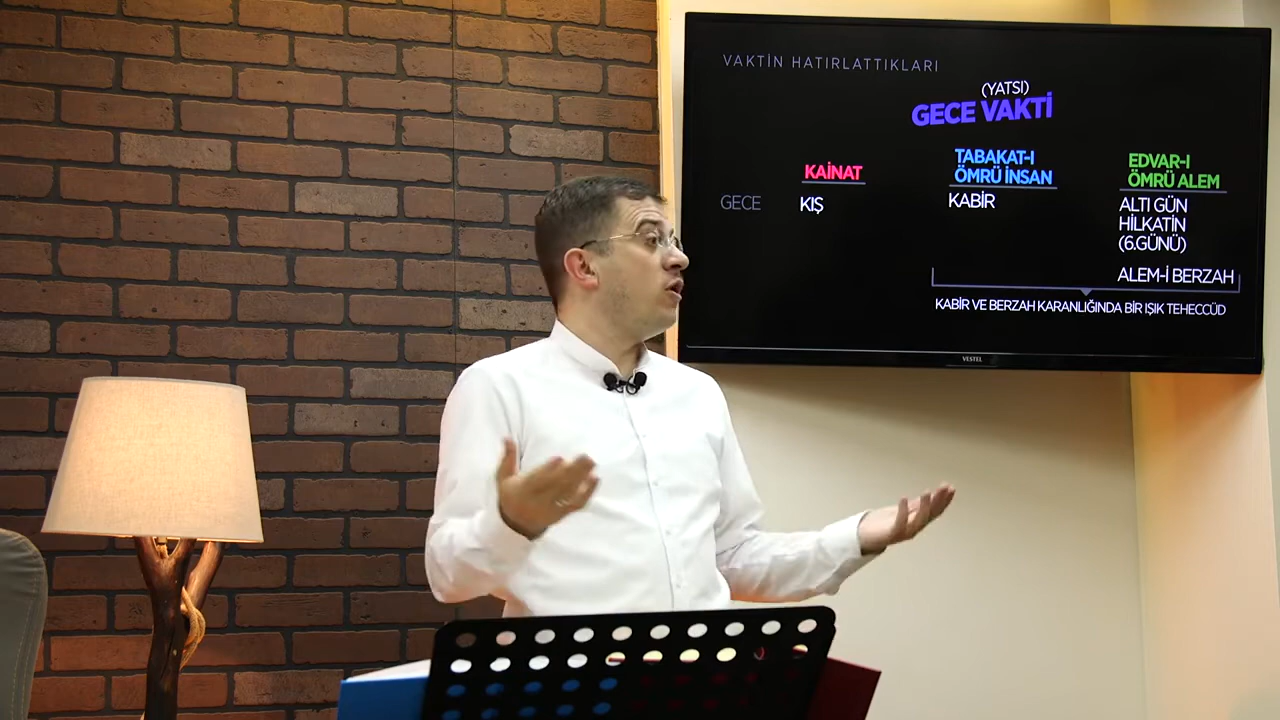 VAKTİN HATIRLATTIKLARI
(YATSI)
GECE VAKTİ
KAİNAT
TABAKAT-I
ÖMRÜ İNSAN
EDVAR-I
ÖMRÜ ALEM
GECE
KIŞ
KABİR
ALTI GÜN
HİLKATİN
(6.GÜNÜ)
ALEM-İ BERZAH
KABİR VE BERZAH KARANLIĞINDA BİR IŞIK TEHECCÜD
VESTEL